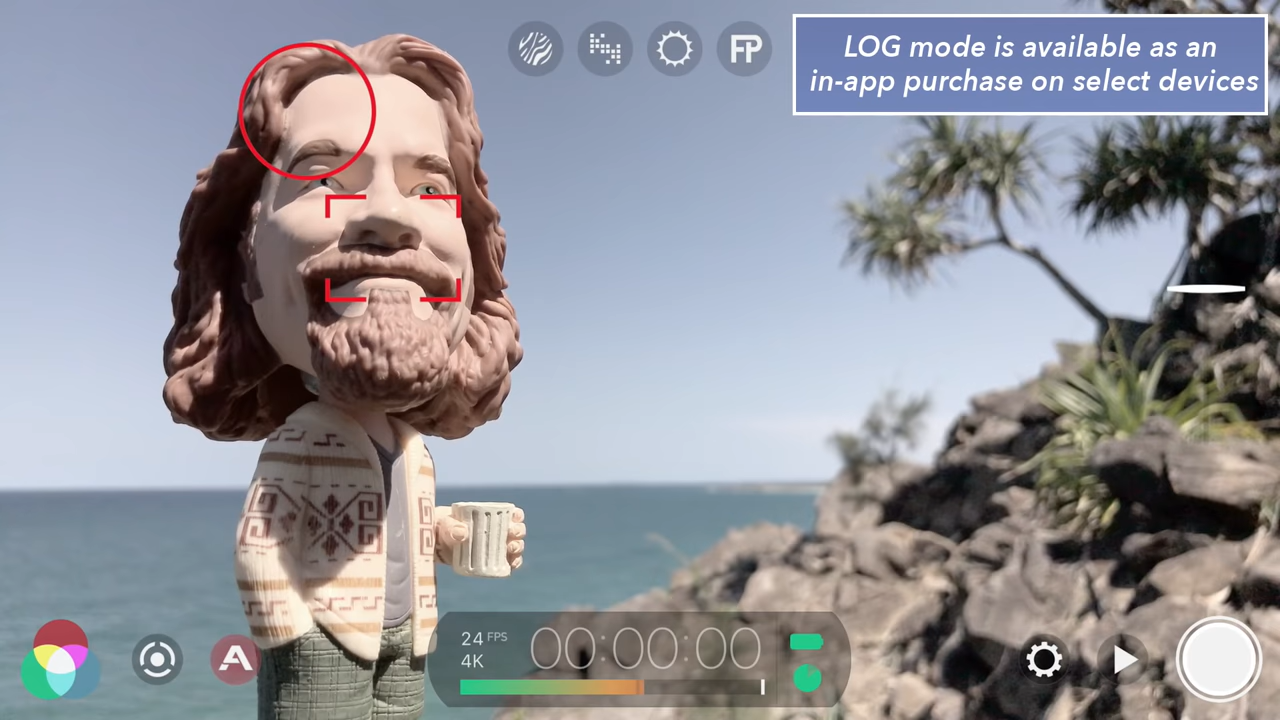 FP
LOG mode is available as an
in-app purchase on select devices
A
24 FPS
4K
00:00:00